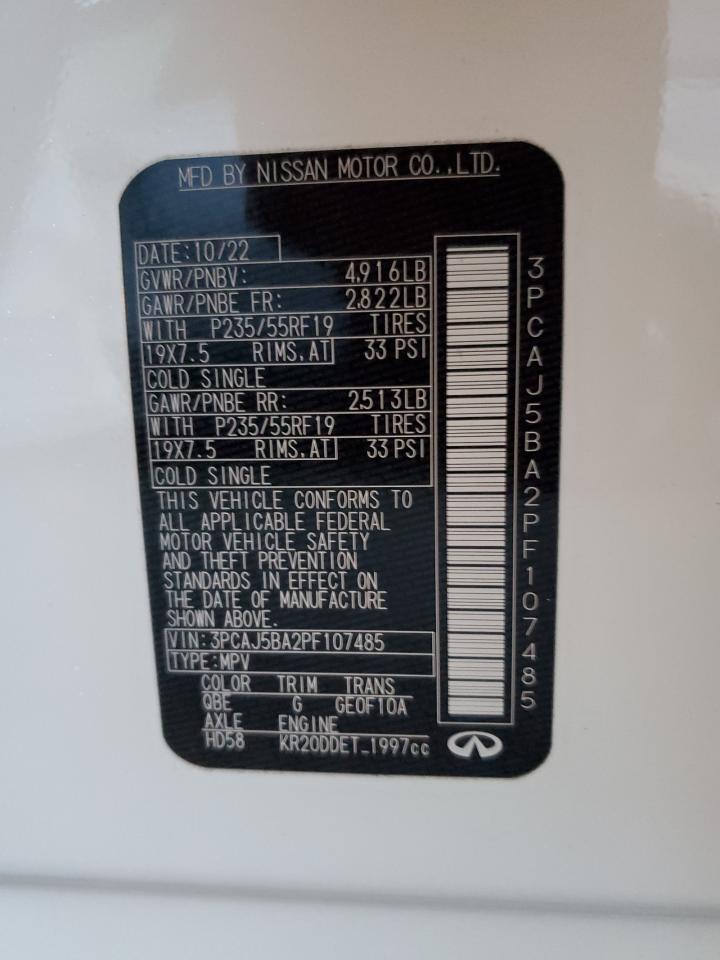 MFD BY NISSAN MOTOR CO.,LTD.
DATE:10/22
GVWR/PNBV: 4,916LB
GAWR/PNBE FR: 2,822LB
WITH P235/55RF19 TIRES
19X7.5 RIMS,AT 33 PSI
COLD SINGLE
GAWR/PNBE RR: 2513LB
WITH P235/55RF19 TIRES
19X7.5 RIMS,AT 33 PSI
COLD SINGLE
THIS VEHICLE CONFORMS TO
ALL APPLICABLE FEDERAL
MOTOR VEHICLE SAFETY
AND THEFT PREVENTION
STANDARDS IN EFFECT ON
THE DATE OF MANUFACTURE
SHOWN ABOVE.
VIN:3PCAJ5BA2PF107485
TYPE:MPV
COLOR TRIM TRANS
QBE G GE0F10A
AXLE ENGINE
HD58 KR20DDET_1997cc
3PCAJ5BA2PF107485